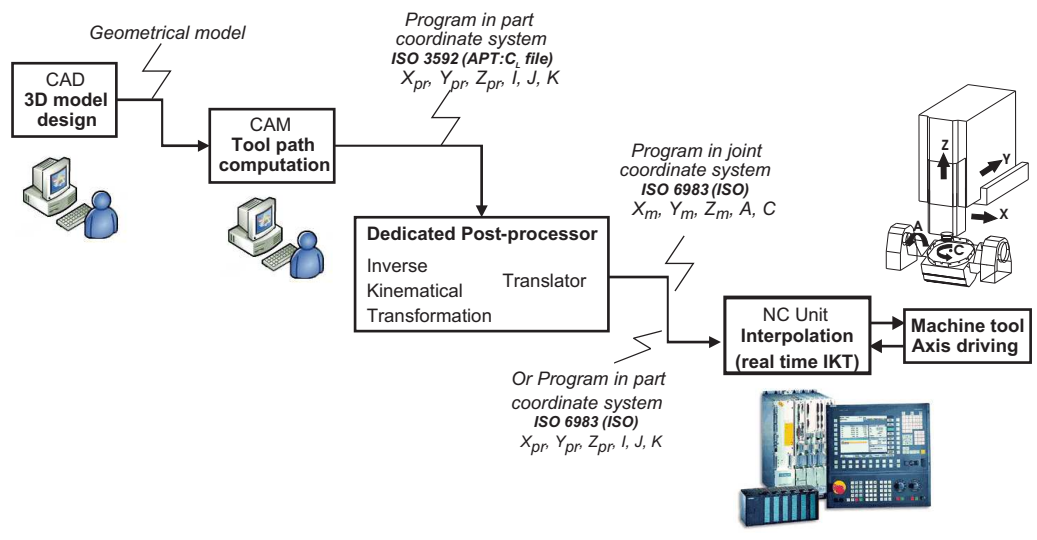 Geometrical model
CAD
3D model
design
Program in part
coordinate system
ISO 3592 (APT:CL file)
Xpr, Ypr, Zpr, I, J, K
CAM
Tool path
computation
Program in joint
coordinate system
ISO 6983 (ISO)
Xm, Ym, Zm, A, C
Dedicated Post-processor
Inverse
Kinematical
Transformation
Translator
Z
Y
X
A
C
NC Unit
Interpolation
(real time IKT)
Machine tool
Axis driving
Or Program in part
coordinate system
ISO 6983 (ISO)
Xpr, Ypr, Zpr, I, J, K